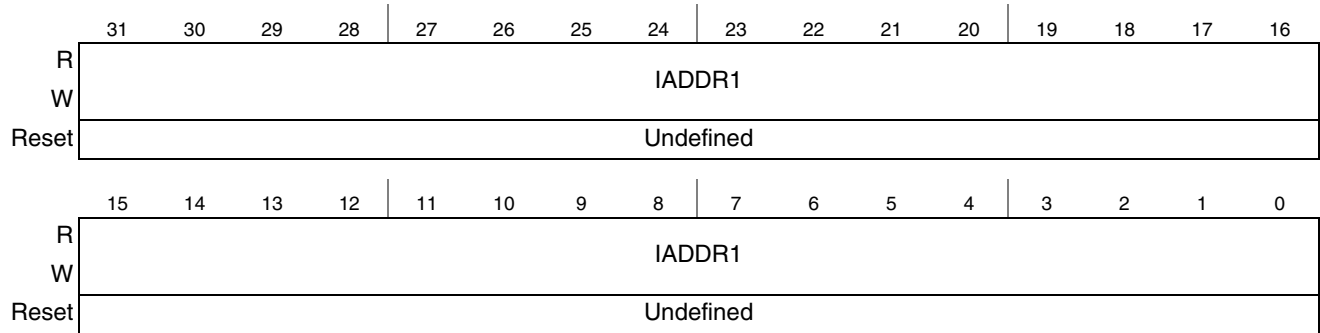 31 30 29 28 27 26 25 24 23 22 21 20 19 18 17 16
R
IADDR1
W
Reset Undefined
15 14 13 12 11 10 9 8 7 6 5 4 3 2 1 0
R
IADDR1
W
Reset Undefined